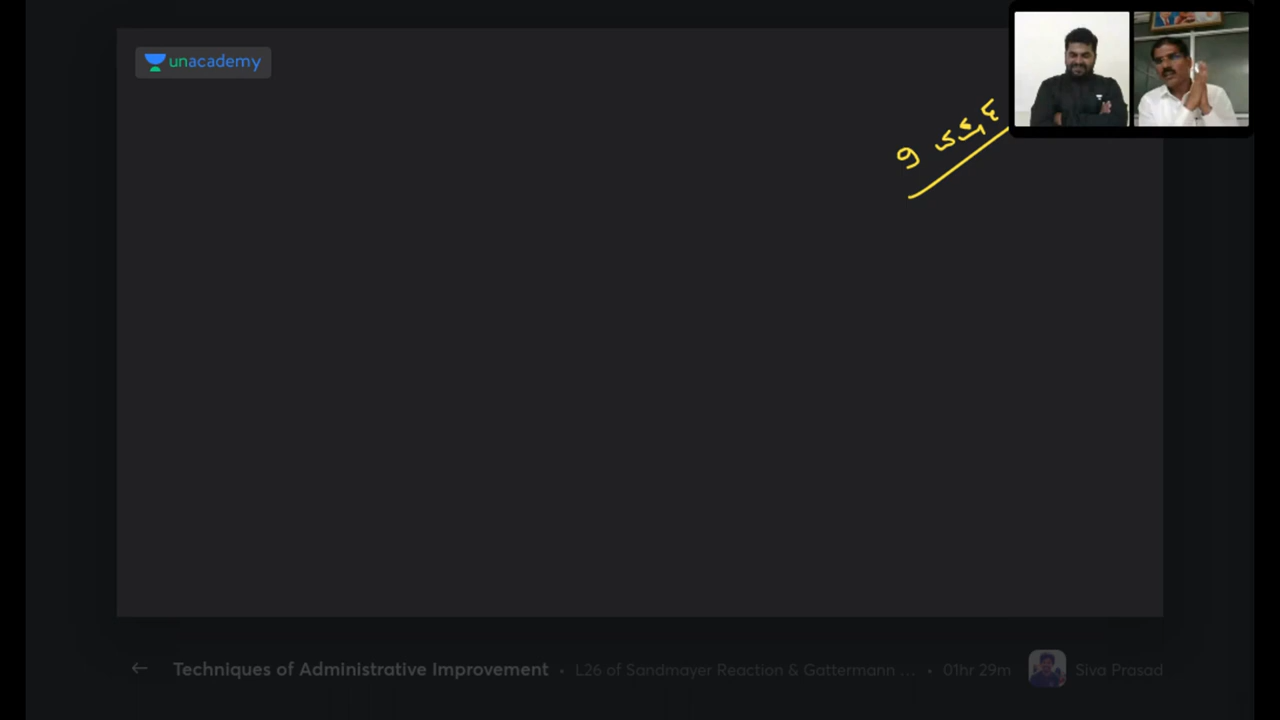 unacademy
Techniques of Administrative Improvement • L26 of Sandmayer Reaction & Gattermann ... • 01hr 29m Siva Prasad